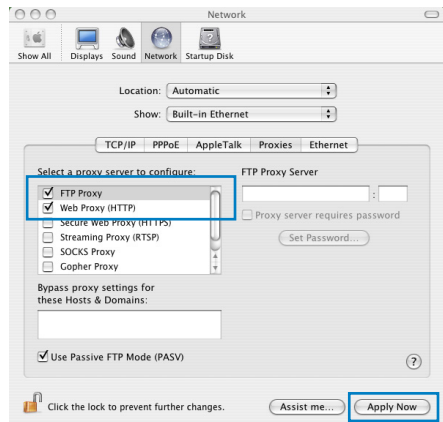 Network
Show All Displays Sound Network Startup Disk
Location: Automatic
Show: Built-in Ethernet
TCP/IP PPPoE AppleTalk Proxies Ethernet
Select a proxy server to configure: FTP Proxy Server
FTP Proxy
:
Web Proxy (HTTP)
Proxy server requires password
Secure Web Proxy (HTTPS)
Streaming Proxy (RTSP) Set Password...
SOCKS Proxy
Gopher Proxy
Bypass proxy settings for
these Hosts & Domains:
Use Passive FTP Mode (PASV) ?
Click the lock to prevent further changes. Assist me... Apply Now